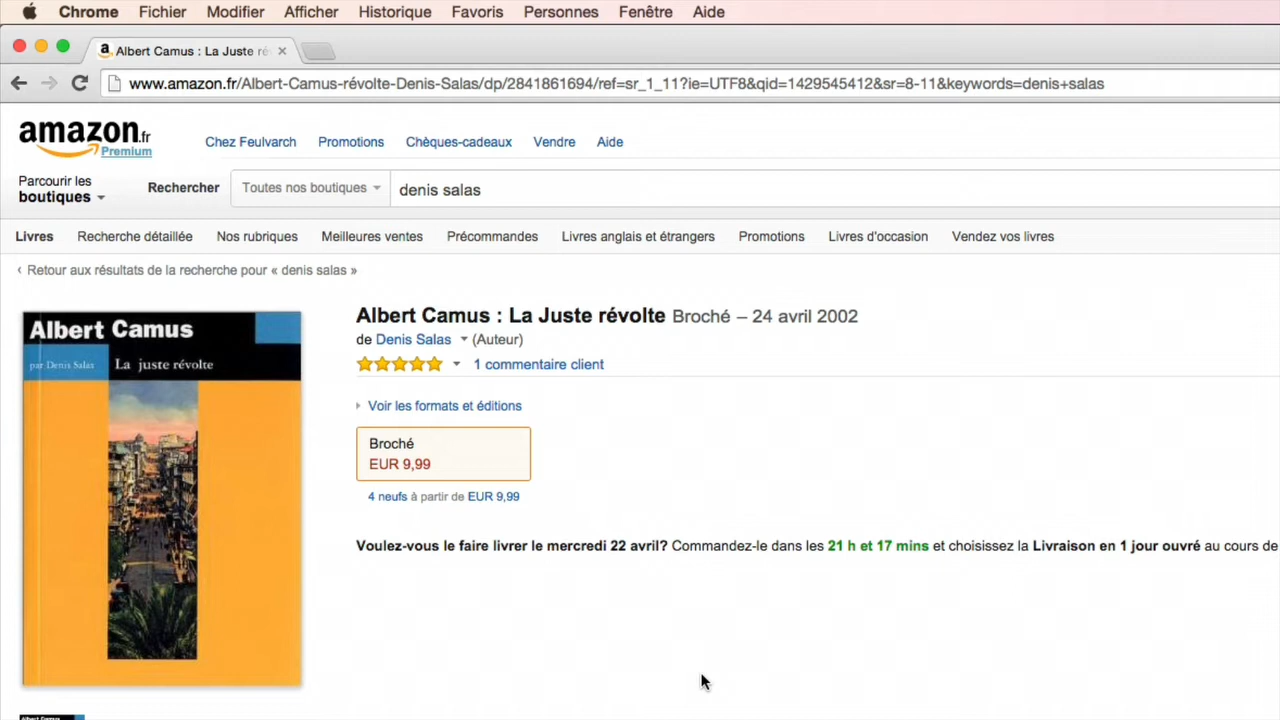 Chrome Fichier Modifier Afficher Historique Favoris Personnes Fenêtre Aide
Albert Camus : La Juste ré
www.amazon.fr/Albert-Camus-révolte-Denis-Salas/dp/2841861694/ref=sr_1_11?ie=UTF8&qid=1429545412&sr=8-11&keywords=denis+salas
amazon.fr
Premium
Chez Feulvarch Promotions Chèques-cadeaux Vendre Aide
Parcourir les
boutiques
Rechercher Toutes nos boutiques denis salas
Livres Recherche détaillée Nos rubriques Meilleures ventes Précommandes Livres anglais et étrangers Promotions Livres d'occasion Vendez vos livres
‹ Retour aux résultats de la recherche pour « denis salas »
Albert Camus
par Denis Salas La juste révolte
Albert Camus : La Juste révolte Broché – 24 avril 2002
de Denis Salas (Auteur)
1 commentaire client
Voir les formats et éditions
Broché
EUR 9,99
4 neufs à partir de EUR 9,99
Voulez-vous le faire livrer le mercredi 22 avril? Commandez-le dans les 21 h et 17 mins et choisissez la Livraison en 1 jour ouvré au cours de
Albert Camus